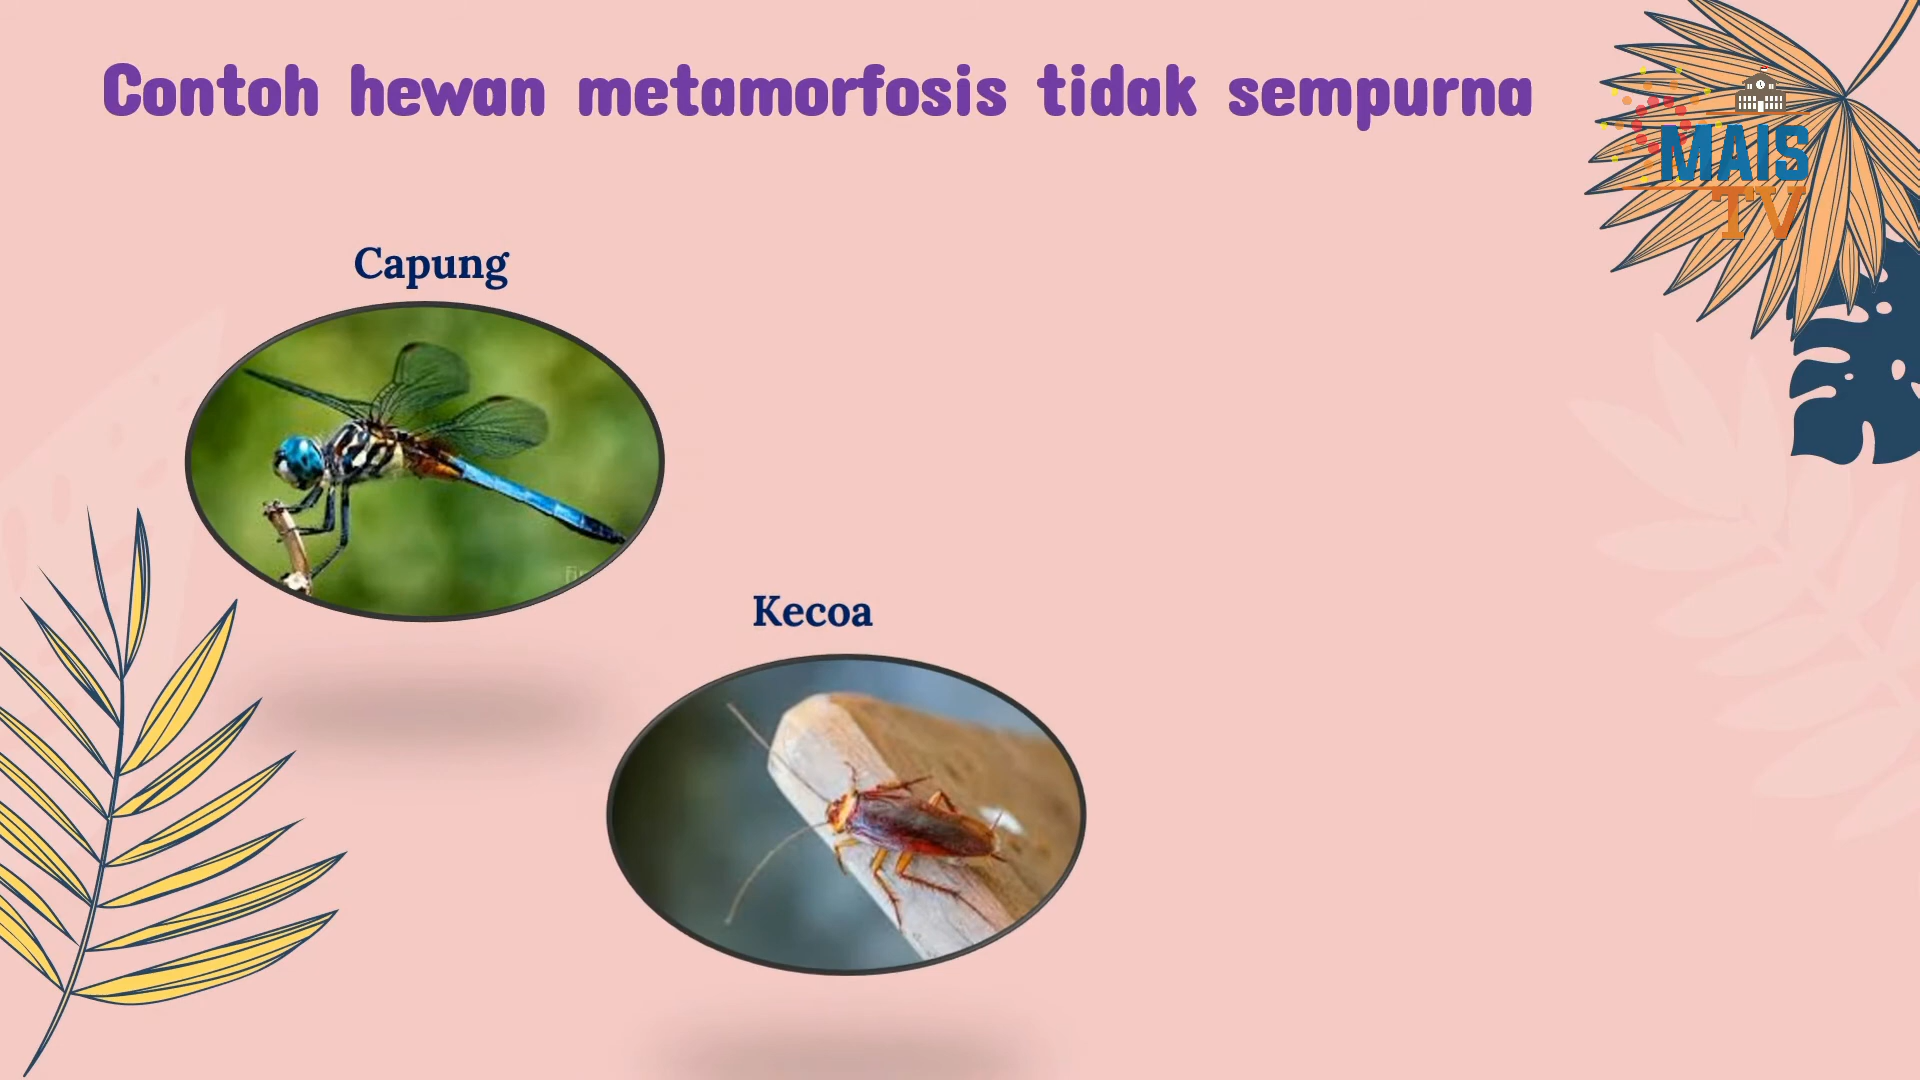 Contoh hewan metamorfosis tidak sempurna
MAIS
TV
Capung
Kecoa